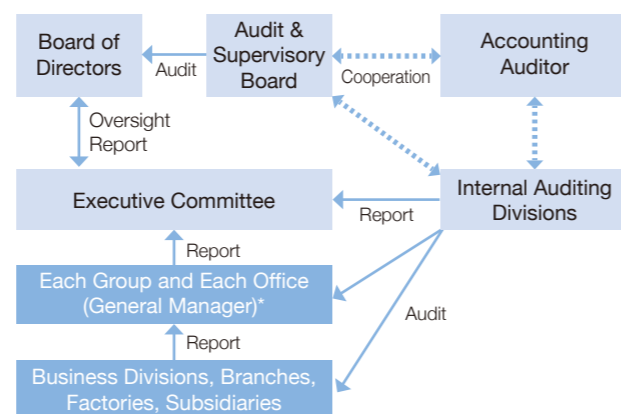 Board of
Directors
Audit
Audit &
Supervisory
Board
Cooperation
Accounting
Auditor
Oversight
Report
Executive Committee
Report
Internal Auditing
Divisions
Report
Each Group and Each Office
(General Manager)*
Audit
Report
Business Divisions, Branches,
Factories, Subsidiaries